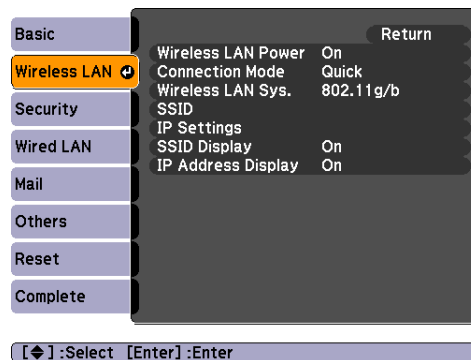 Basic
Wireless LAN
Security
Wired LAN
Mail
Others
Reset
Complete
Return
Wireless LAN Power On
Connection Mode Quick
Wireless LAN Sys. 802.11g/b
SSID
IP Settings
SSID Display On
IP Address Display On
[◆] :Select [Enter] :Enter